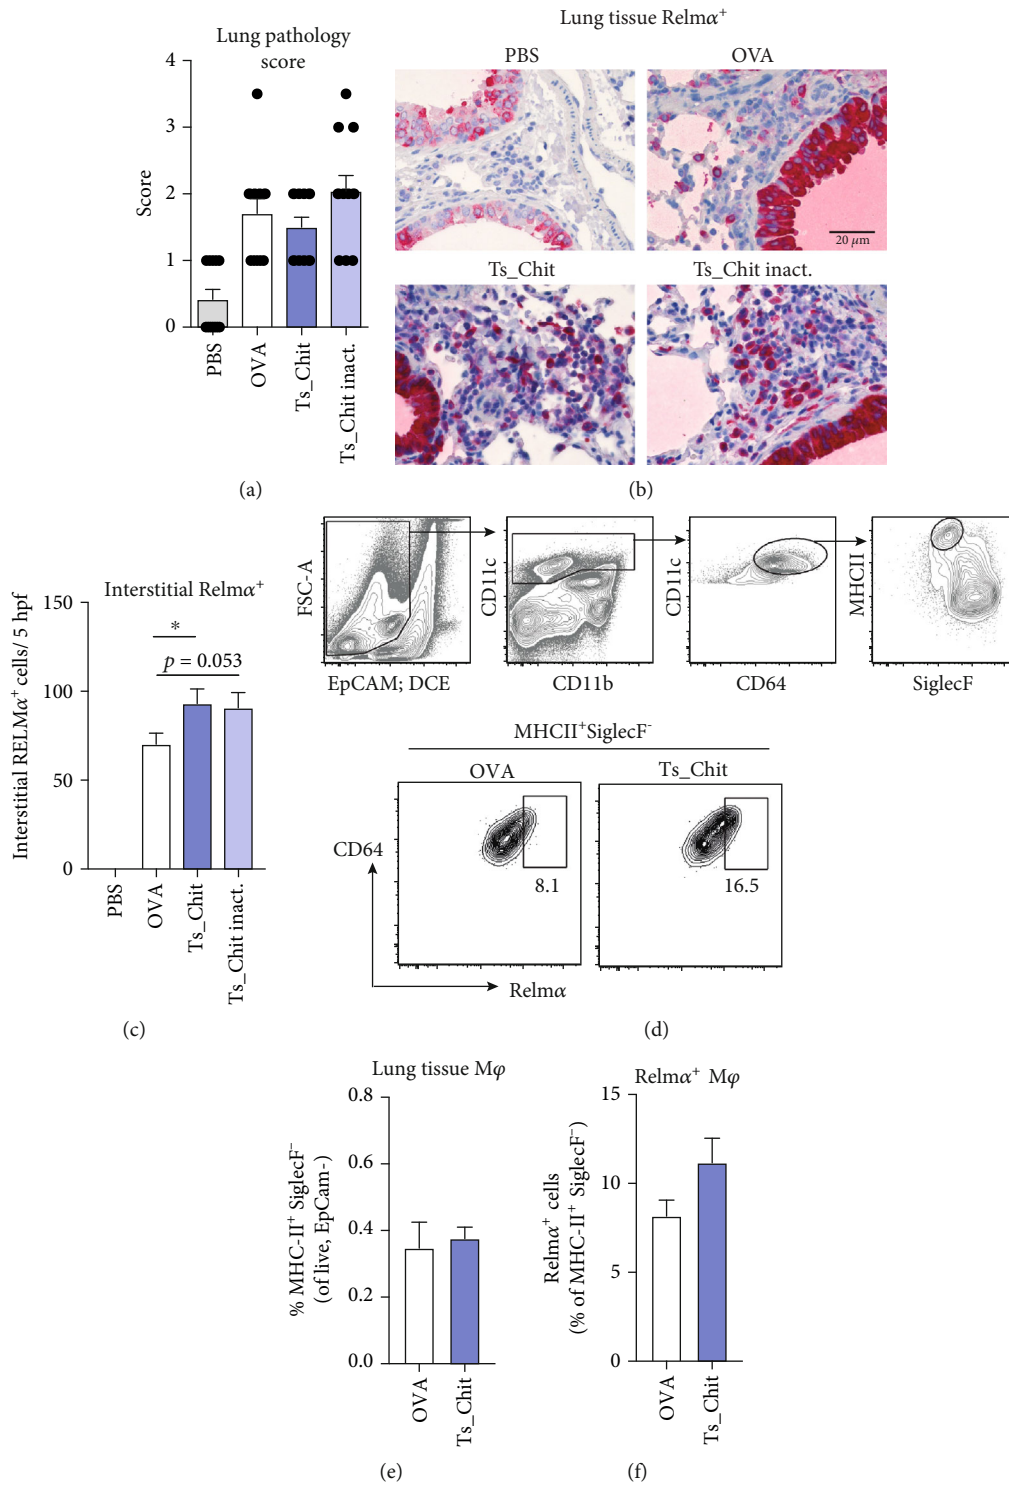 Lung pathology
score
Score
4
3
2
1
0
PBS
OVA
Ts_Chit
Ts_Chit inact.
(a)
Lung tissue Relmα⁺
PBS
OVA
20 μm
Ts_Chit
Ts_Chit inact.
(b)
Interstitial Relmα⁺
Interstitial RELMα⁺ cells/ 5 hpf
150
100
50
0
*
p = 0.053
PBS
OVA
Ts_Chit
Ts_Chit inact.
(c)
FSC-A
EpCAM; DCE
CD11c
CD11b
CD11c
CD64
MHCII
SiglecF
MHCII⁺SiglecF⁻
OVA
Ts_Chit
CD64
8.1
16.5
Relmα
(d)
Lung tissue Mφ
% MHC-II⁺ SiglecF⁻
(of live, EpCam-)
0.8
0.6
0.4
0.2
0.0
OVA
Ts_Chit
(e)
Relmα⁺ Mφ
Relmα⁺ cells
(% of MHC-II⁺ SiglecF⁻)
15
10
5
0
OVA
Ts_Chit
(f)